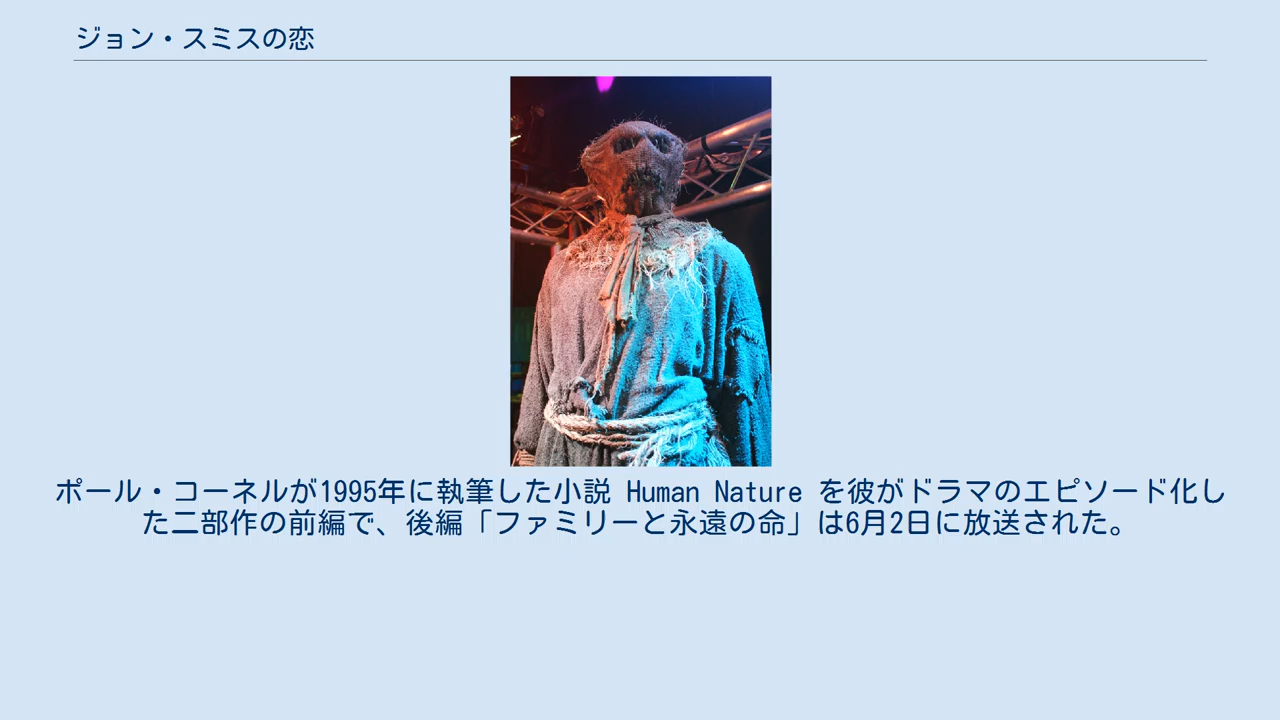 ジョン・スミスの恋
ポール・コーネルが1995年に執筆した小説 Human Nature を彼がドラマのエピソード化し
た二部作の前編で、後編「ファミリーと永遠の命」は6月2日に放送された。